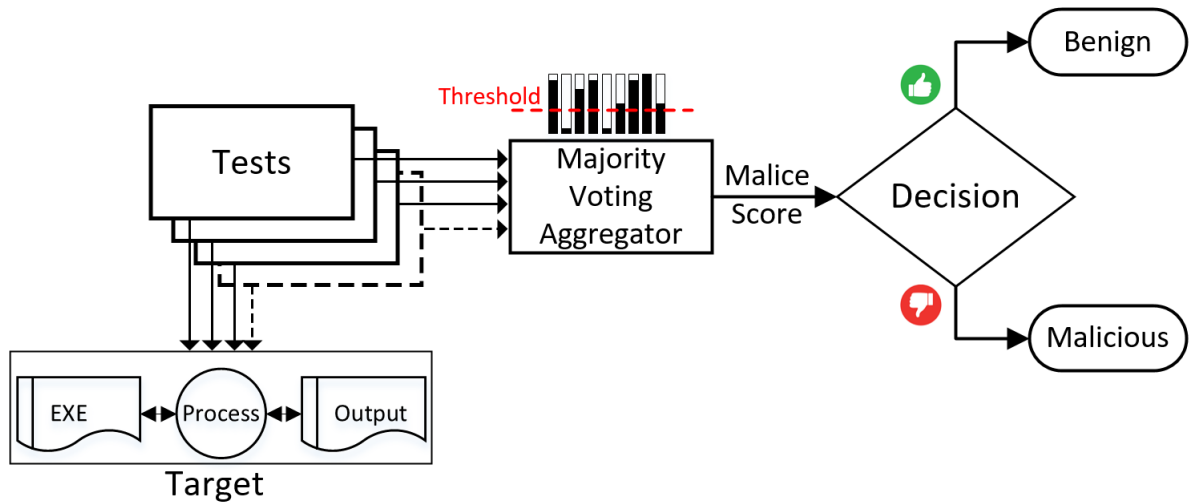 Benign
Threshold
Tests
Majority
Voting
Aggregator
Malice
Score
Decision
Malicious
EXE
Process
Output
Target